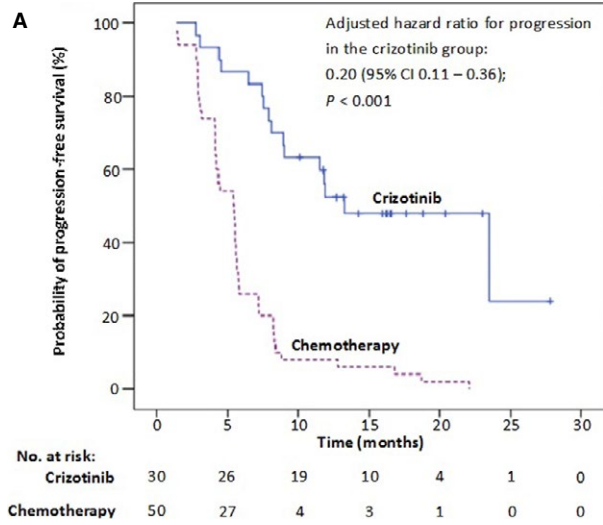 A
Adjusted hazard ratio for progression
in the crizotinib group:
0.20 (95% CI 0.11 – 0.36);
P < 0.001
Probability of progression-free survival (%)
100
80
60
40
20
0
Crizotinib
Chemotherapy
0 5 10 15 20 25 30
Time (months)
No. at risk:
Crizotinib 30 26 19 10 4 1 0
Chemotherapy 50 27 4 3 1 0 0